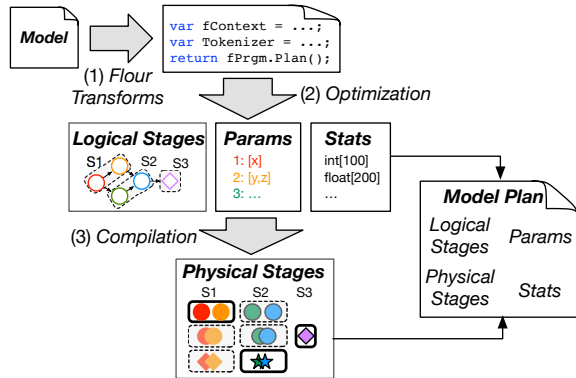 Model
var fContext = ...;
var Tokenizer = ...;
return fPrgm.Plan();
(1) Flour
Transforms
(2) Optimization
Logical Stages
S1
S2
S3
Params
1: [x]
2: [y,z]
3: ...
Stats
int[100]
float[200]
...
(3) Compilation
Model Plan
Logical
Stages
Params
Physical
Stages
Stats
Physical Stages
S1
S2
S3